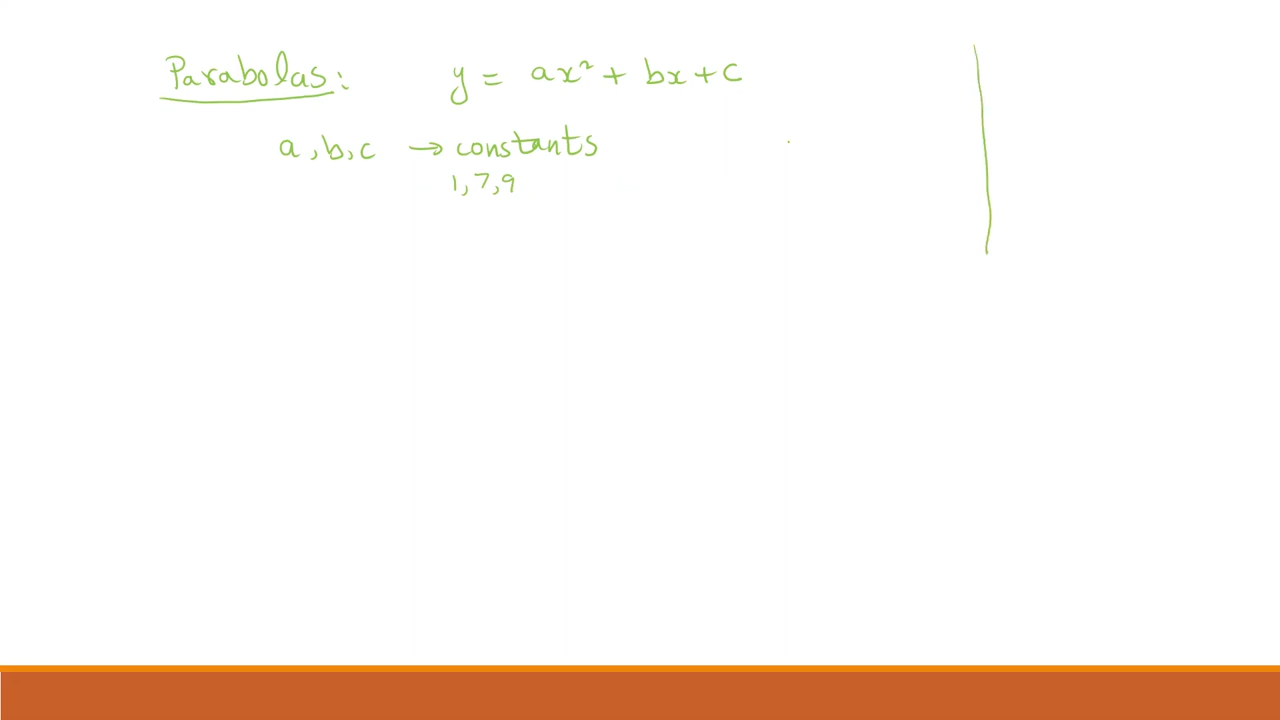 Parabolas: y = ax² + bx + c
a, b, c → constants
1, 7, 9